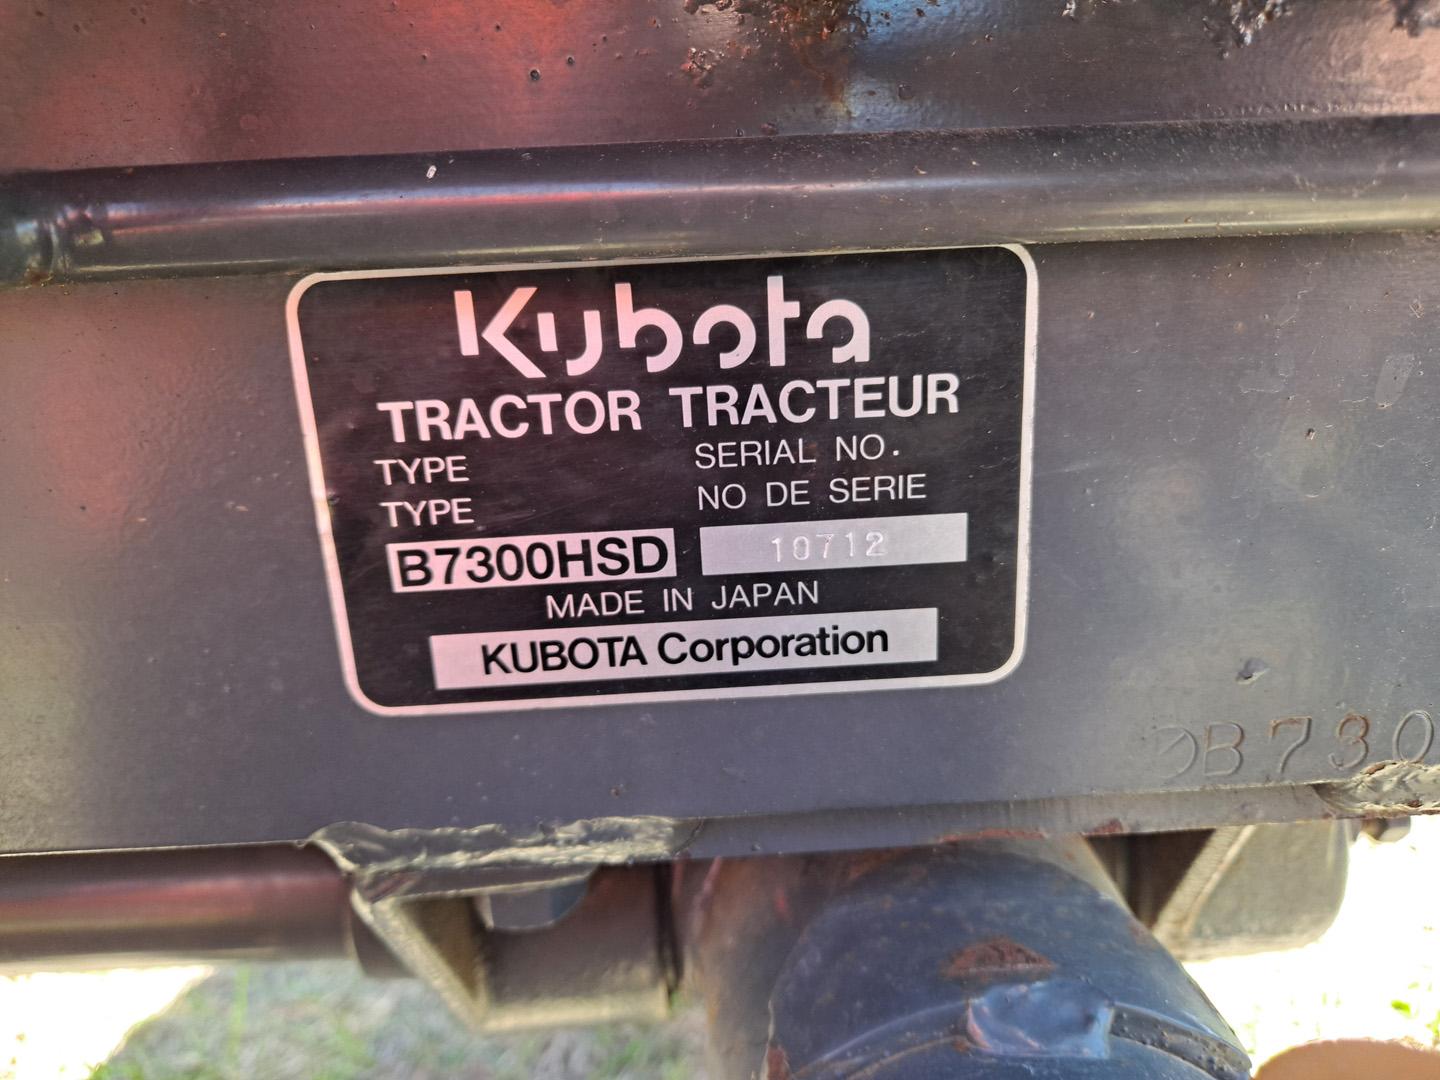 Kubota
TRACTOR TRACTEUR
TYPE SERIAL NO.
TYPE NO DE SERIE
B7300HSD 10712
MADE IN JAPAN
KUBOTA Corporation
B730